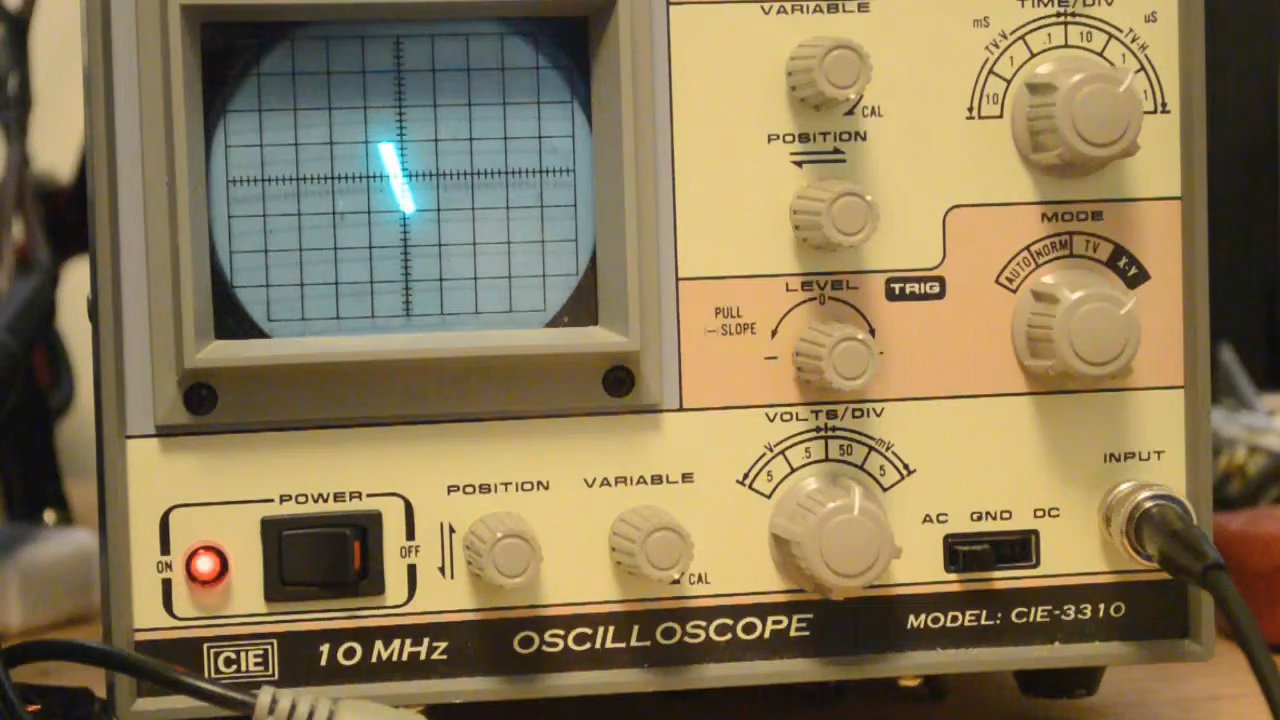 VARIABLE
CAL
POSITION
TIME/DIV
mS
µS
TV-V
TV-H
10
1
.1
10
1
.1
MODE
AUTO
NORM
TV
X-Y
LEVEL
0
TRIG
PULL
(−)SLOPE
−
VOLTS/DIV
V
mV
5
.5
50
5
INPUT
AC GND DC
POWER
ON
OFF
POSITION
VARIABLE
CAL
CIE
10 MHz
OSCILLOSCOPE
MODEL: CIE-3310